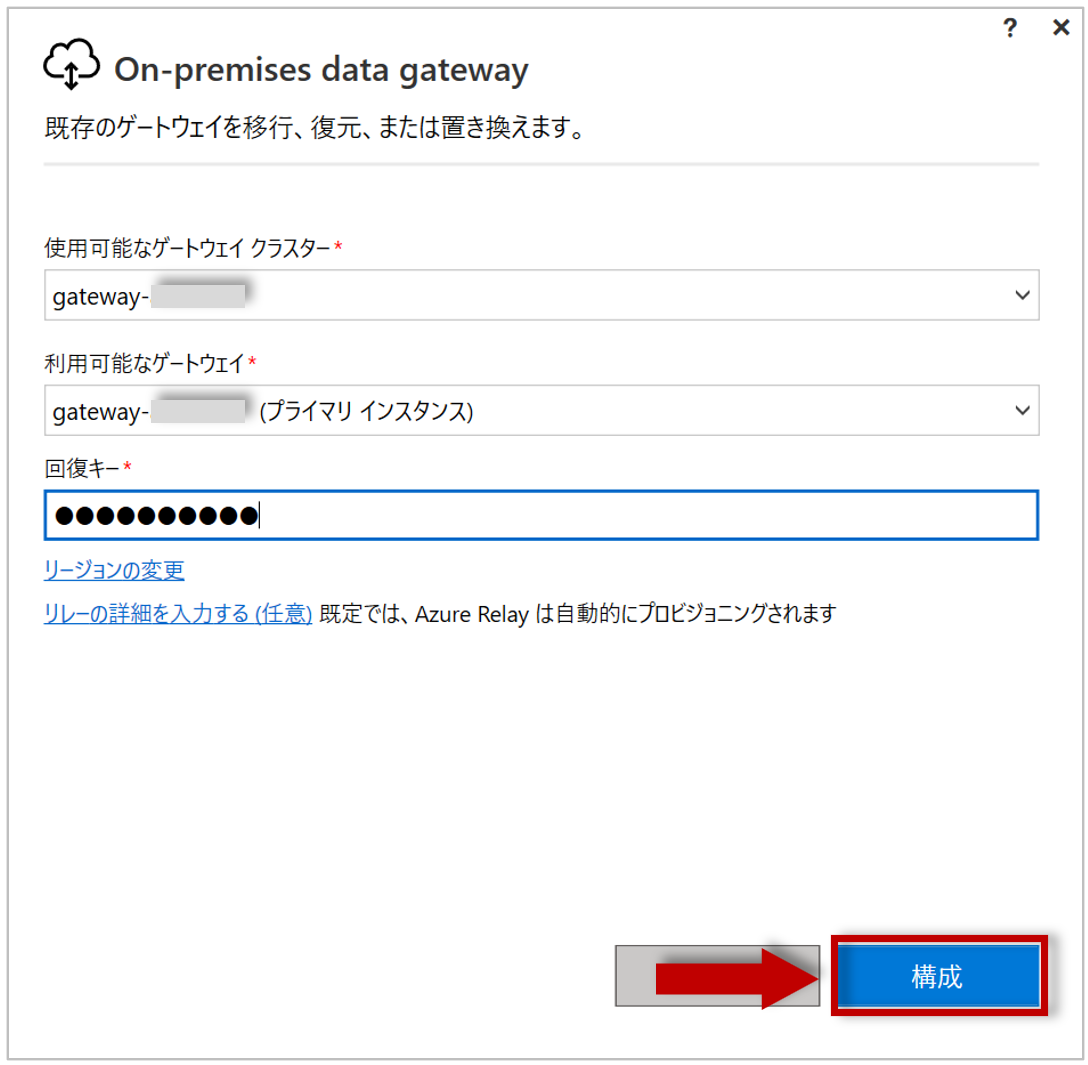 ? ×
On-premises data gateway
既存のゲートウェイを移行、復元、または置き換えます。
使用可能なゲートウェイ クラスター*
gateway-
利用可能なゲートウェイ*
gateway- (プライマリ インスタンス)
回復キー*
●●●●●●●●●●
リージョンの変更
リレーの詳細を入力する (任意) 既定では、Azure Relay は自動的にプロビジョニングされます
構成